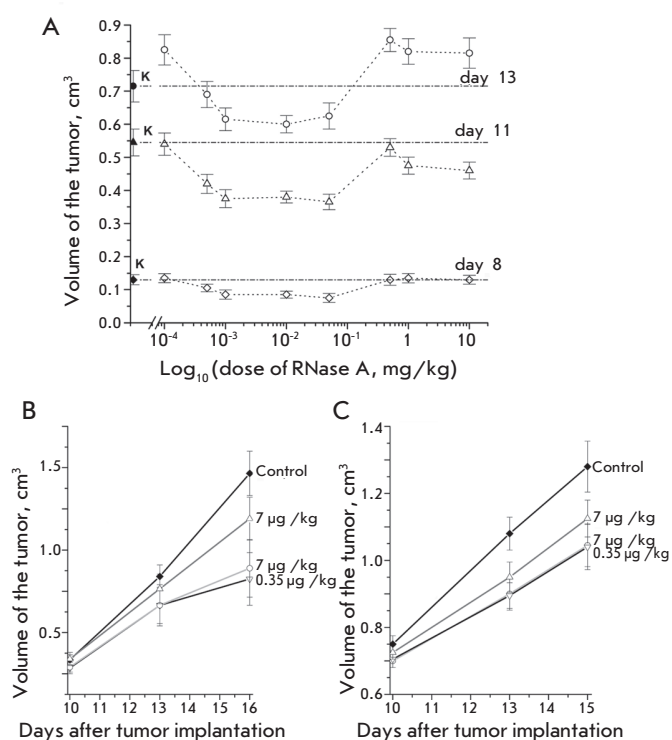 A
Volume of the tumor, cm³
0.9
0.8
0.7
0.6
0.5
0.4
0.3
0.2
0.1
0.0
K
K
K
day 13
day 11
day 8
10⁻⁴ 10⁻³ 10⁻² 10⁻¹ 1 10
Log₁₀ (dose of RNase A, mg/kg)
B
Volume of the tumor, cm³
1.5
1.0
0.5
Control
7 µg /kg
7 µg /kg
0.35 µg /kg
10 11 12 13 14 15 16
Days after tumor implantation
C
Volume of the tumor, cm³
1.4
1.2
1.0
0.8
0.6
Control
7 µg /kg
7 µg /kg
0.35 µg /kg
10 11 12 13 14 15
Days after tumor implantation